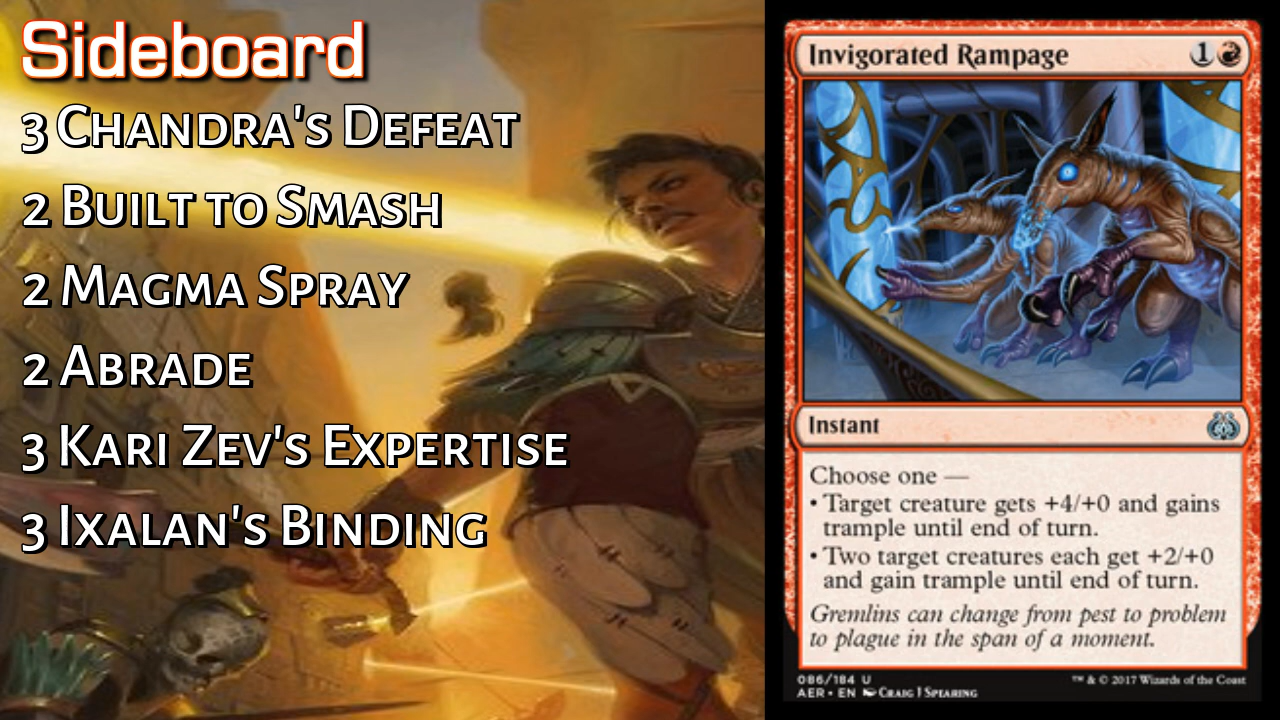 Sideboard
3 Chandra's Defeat
2 Built to Smash
2 Magma Spray
2 Abrade
3 Kari Zev's Expertise
3 Ixalan's Binding
Invigorated Rampage 1
Instant
Choose one —
• Target creature gets +4/+0 and gains
trample until end of turn.
• Two target creatures each get +2/+0
and gain trample until end of turn.
Gremlins can change from pest to problem
to plague in the span of a moment.
086/184 U
AER • EN Craig J Spearing
™ & © 2017 Wizards of the Coast